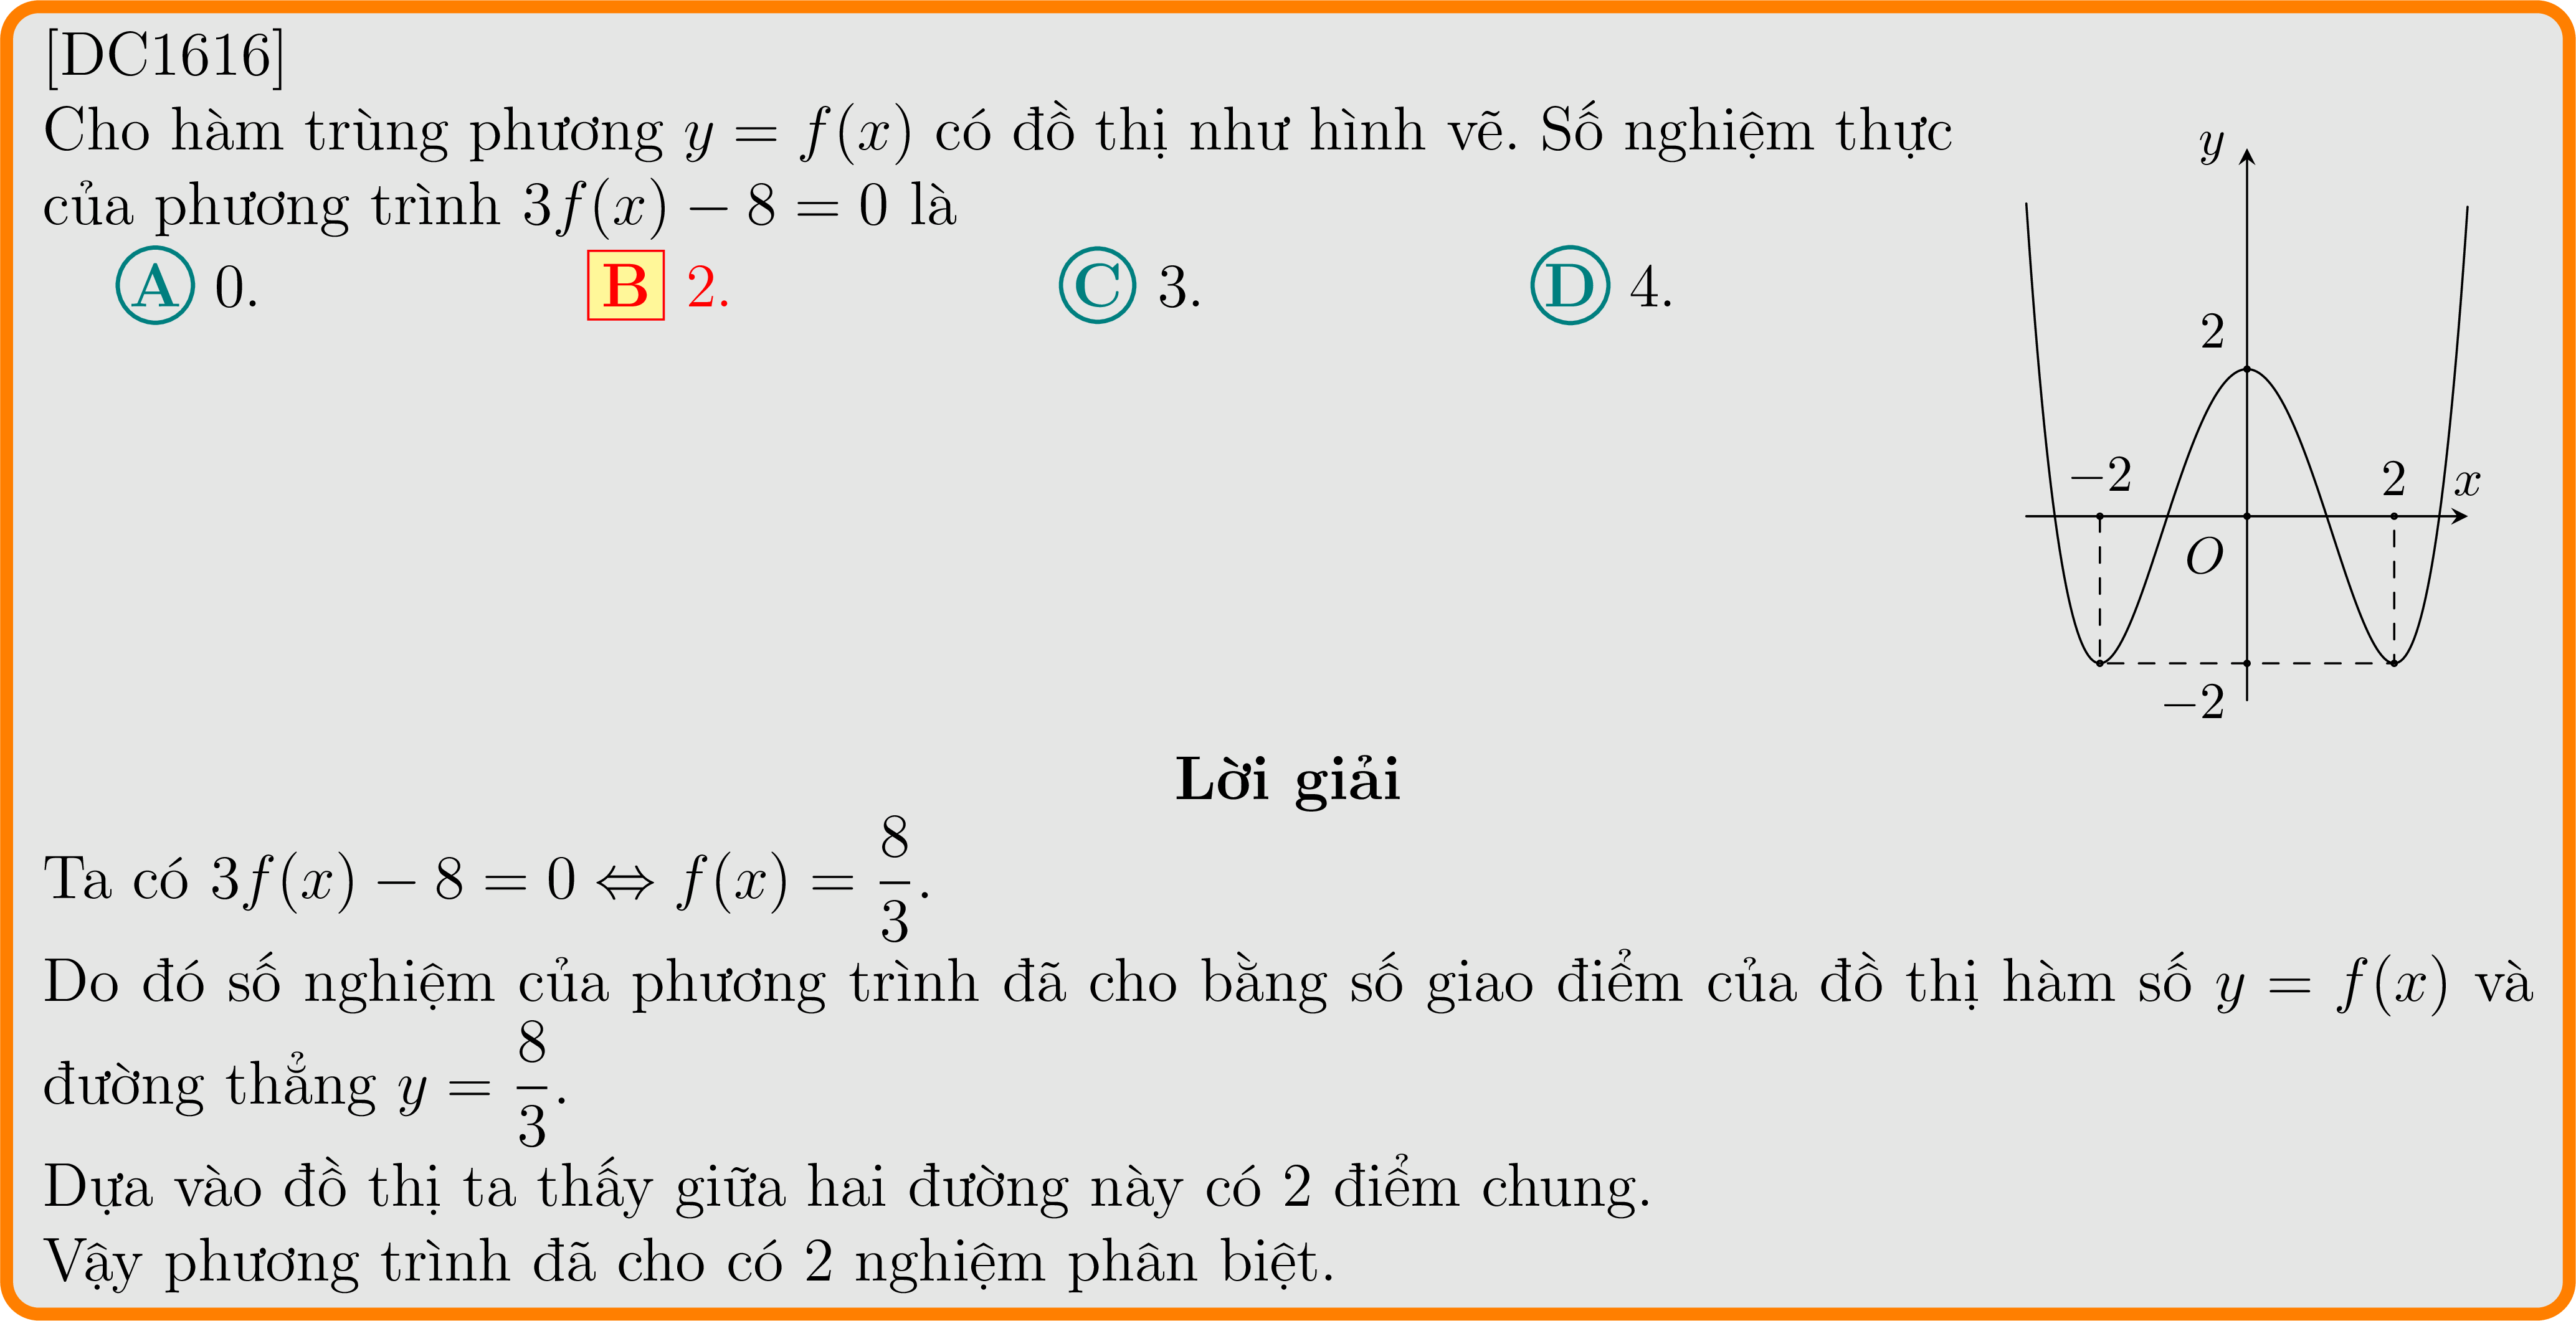 [DC1616]
Cho hàm trùng phương y = f(x) có đồ thị như hình vẽ. Số nghiệm thực
của phương trình 3f(x) − 8 = 0 là
A 0. B 2. C 3. D 4.
y
2
−2 2 x
O
−2
Lời giải
Ta có 3f(x) − 8 = 0 ⇔ f(x) = 8/3.
Do đó số nghiệm của phương trình đã cho bằng số giao điểm của đồ thị hàm số y = f(x) và
đường thẳng y = 8/3.
Dựa vào đồ thị ta thấy giữa hai đường này có 2 điểm chung.
Vậy phương trình đã cho có 2 nghiệm phân biệt.